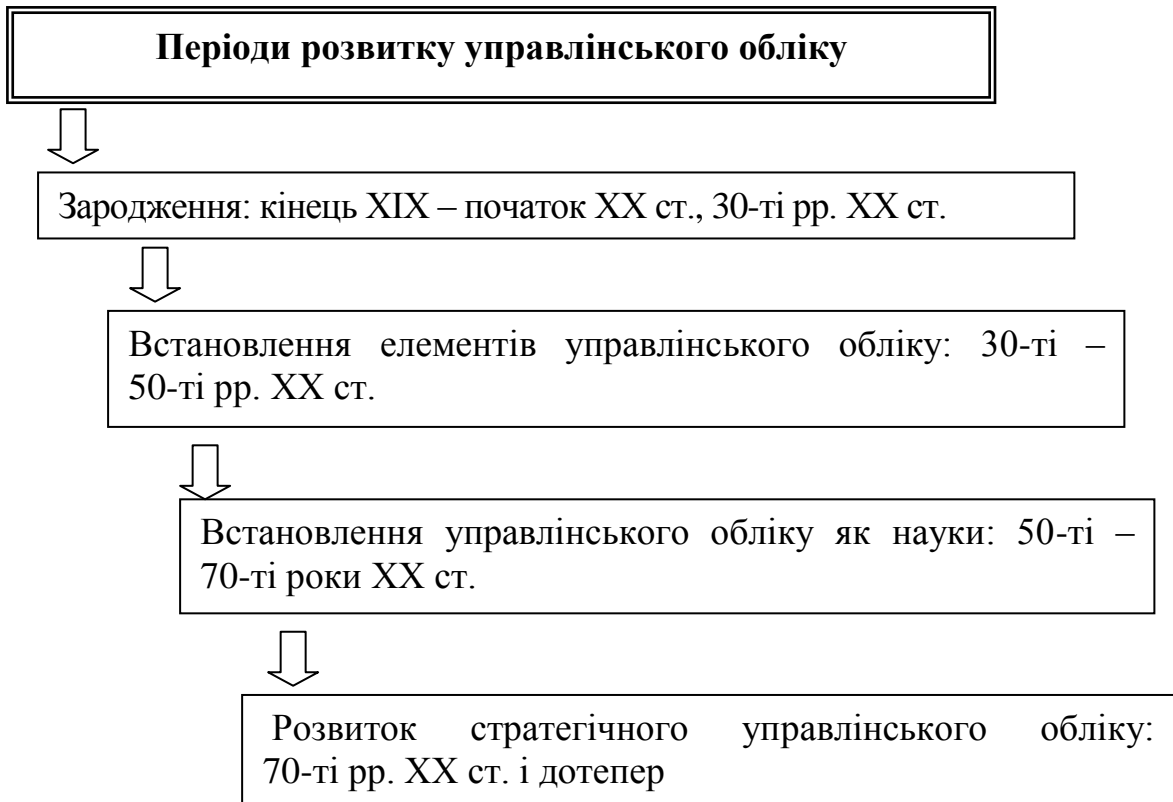 Періоди розвитку управлінського обліку
Зародження: кінець XIX – початок XX ст., 30-ті рр. XX ст.
Встановлення елементів управлінського обліку: 30-ті –
50-ті рр. XX ст.
Встановлення управлінського обліку як науки: 50-ті –
70-ті роки XX ст.
Розвиток стратегічного управлінського обліку:
70-ті рр. XX ст. і дотепер